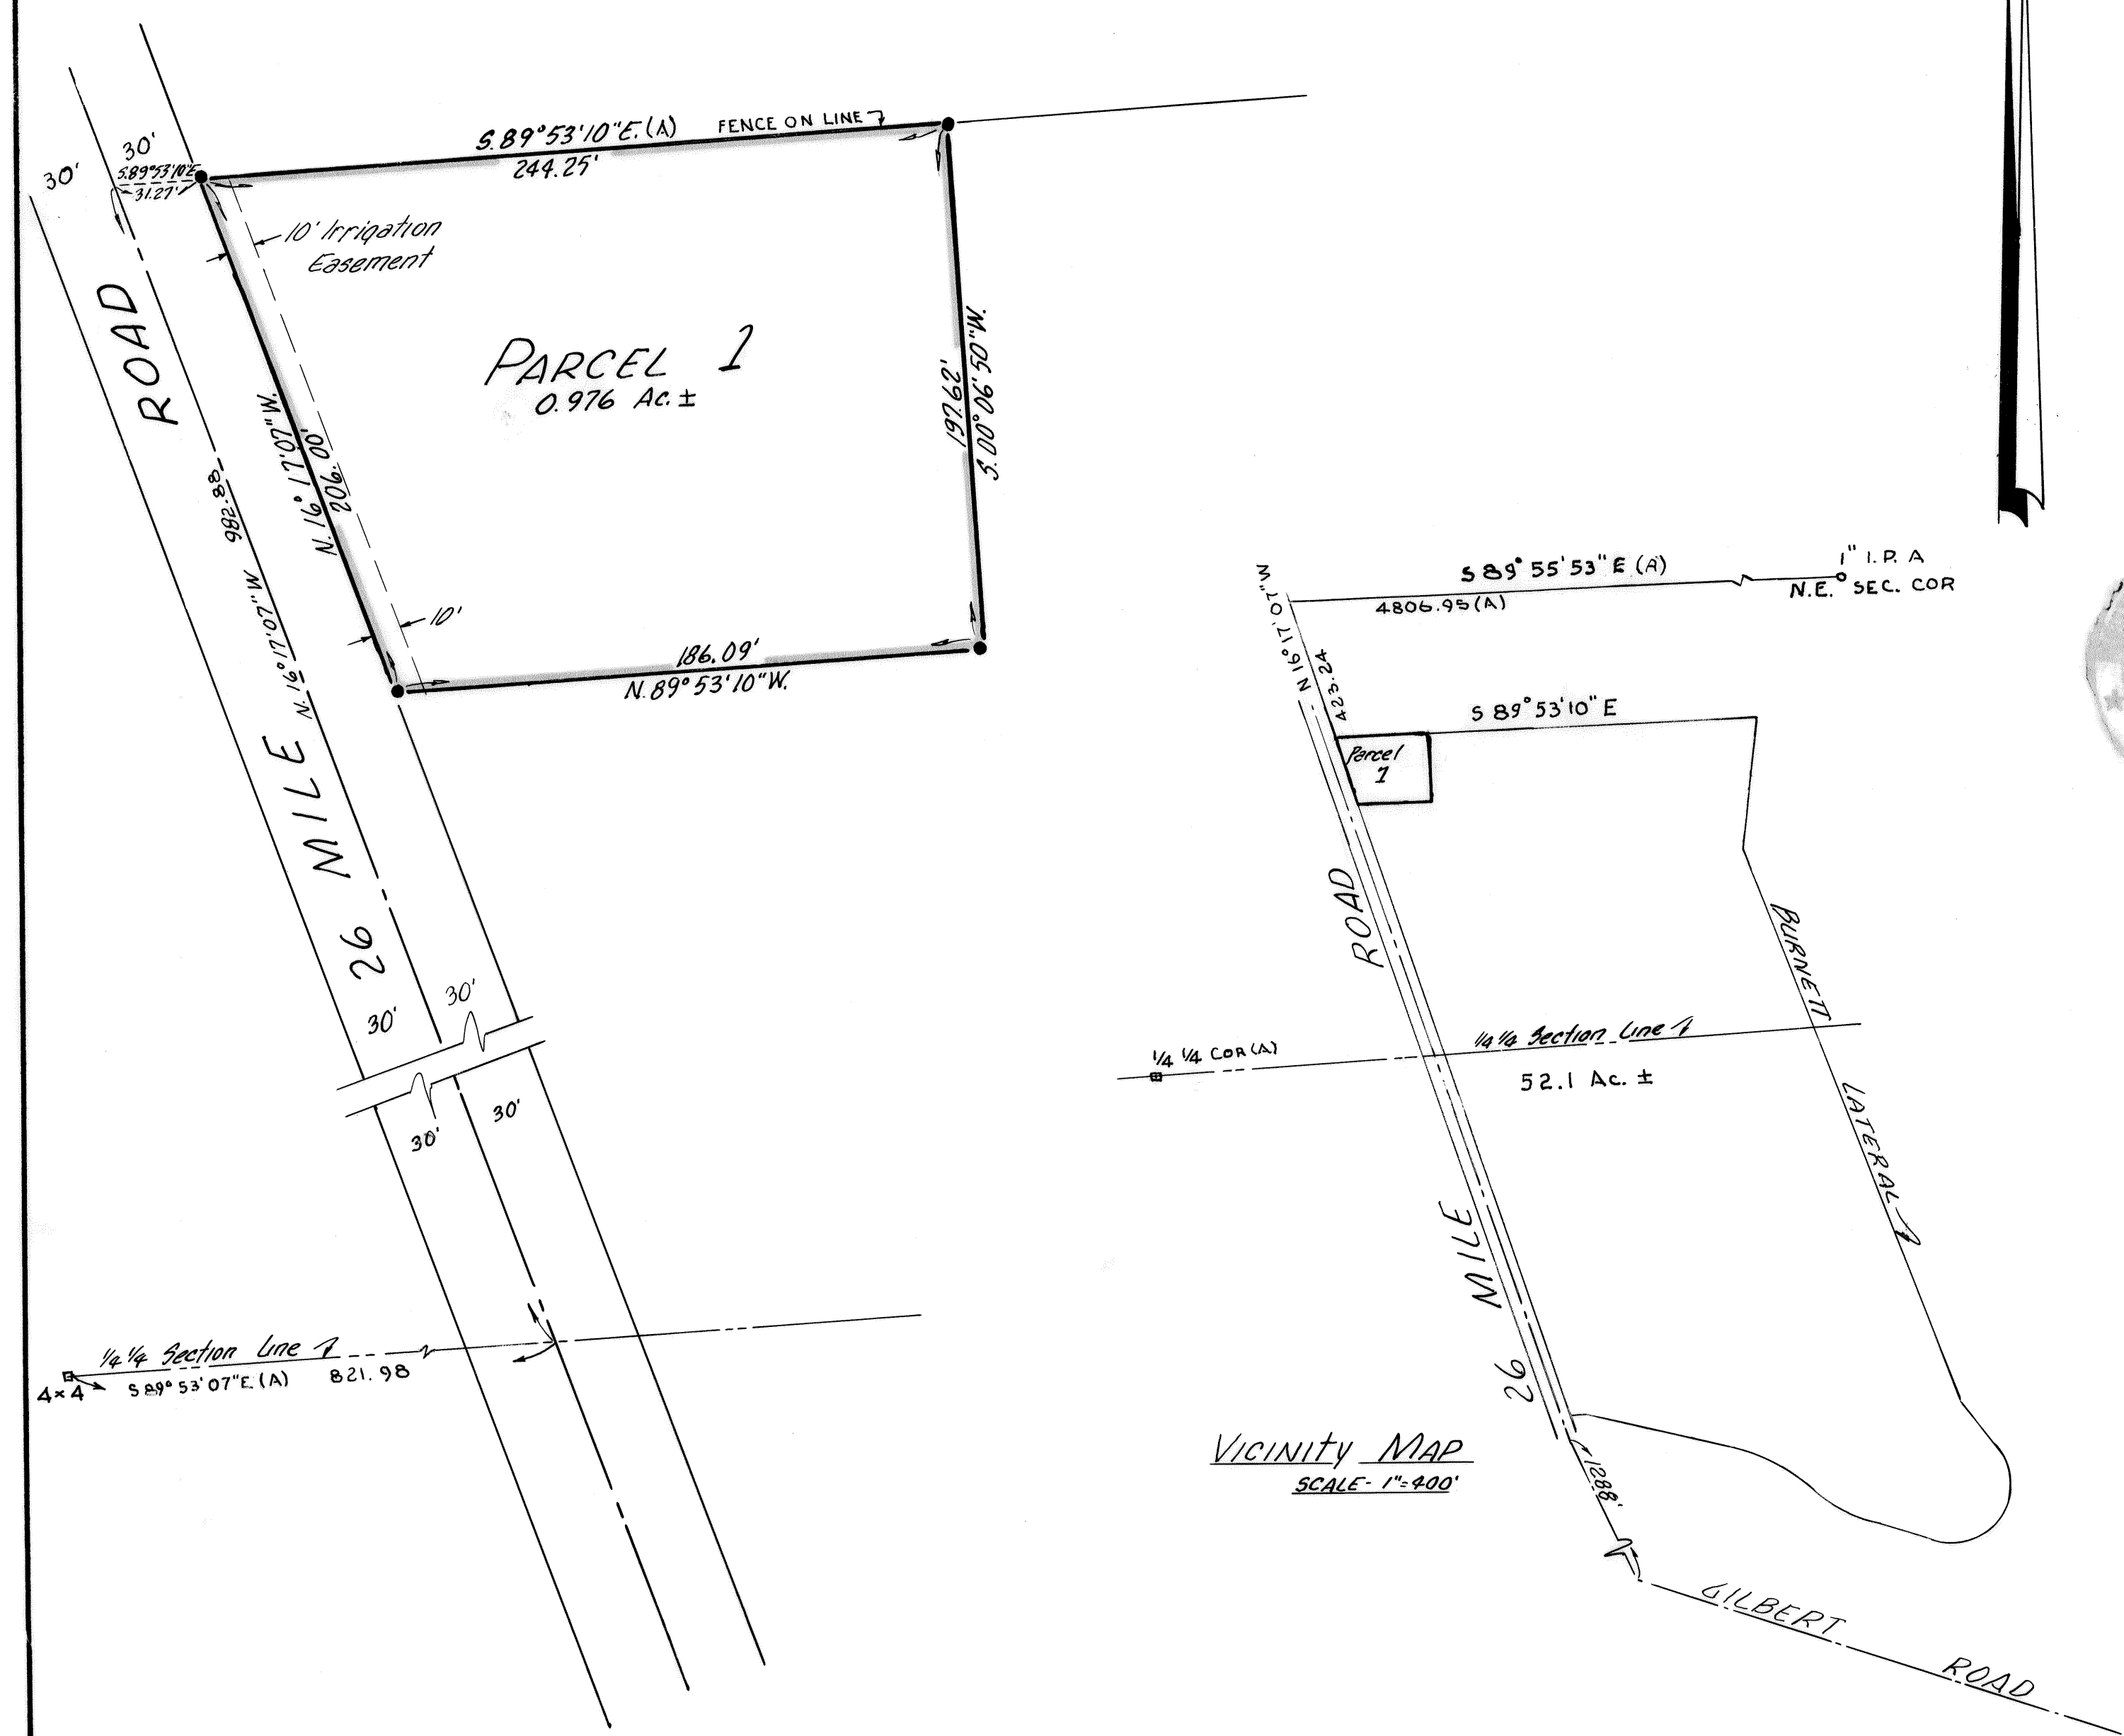 S.89°53'10"E.(A)
FENCE ON LINE
244.25'
30'
30'
S.89°53'10"E
31.27'
10' Irrigation
Easement
ROAD
PARCEL 1
0.976 Ac.±
197.62'
S.00°06'50"W.
N.16°17'07"W.
206.00'
982.88
N.16°17'07"W
10'
186.09'
N.89°53'10"W.
26 MILE
30'
30'
30'
30'
1/4 1/4 Section Line
4x4
S 89°53'07"E (A)
821.98
S 89°55'53"E (A)
4806.95 (A)
1" I.P. A
N.E. SEC. COR
N 16°17'07"W
423.24
S 89°53'10"E
Parcel
1
ROAD
BURNETT
LATERAL
1/4 1/4 COR (A)
1/4 1/4 Section Line
52.1 Ac. ±
26 MILE
1288'
VICINITY MAP
SCALE- 1"=400'
GILBERT
ROAD